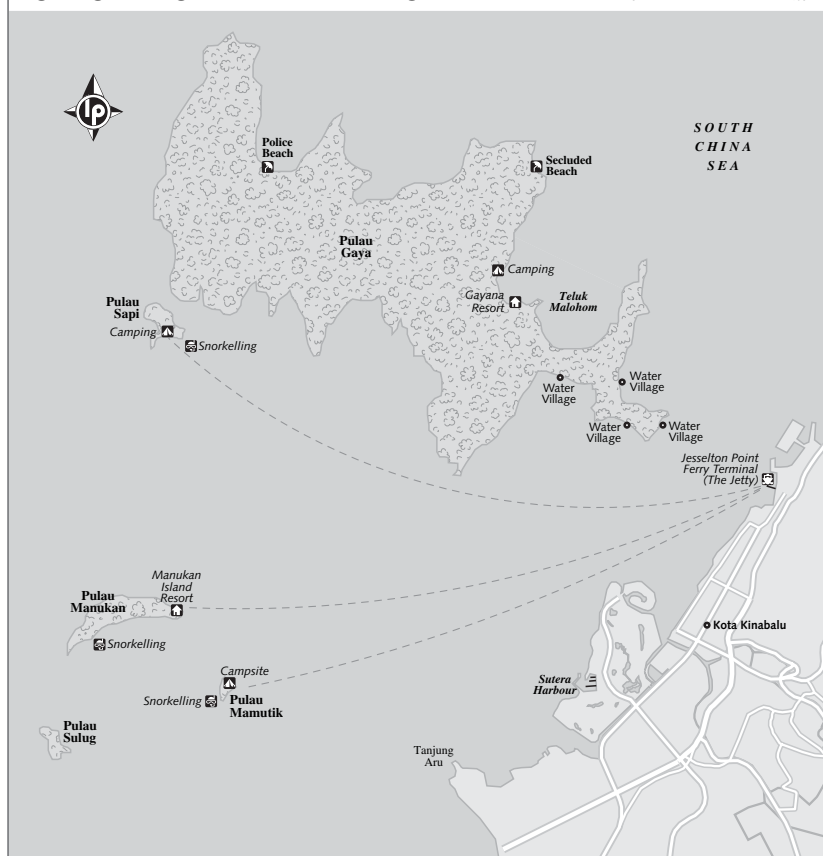 lp
SOUTH
CHINA
SEA
Police
Beach
Secluded
Beach
Pulau
Gaya
Camping
Gayana
Resort
Teluk
Malohom
Pulau
Sapi
Camping
Snorkelling
Water
Village
Water
Village
Water
Village
Water
Village
Jesselton Point
Ferry Terminal
(The Jetty)
Manukan
Island
Resort
Pulau
Manukan
Snorkelling
Kota Kinabalu
Campsite
Snorkelling
Pulau
Mamutik
Sutera
Harbour
Pulau
Sulug
Tanjung
Aru